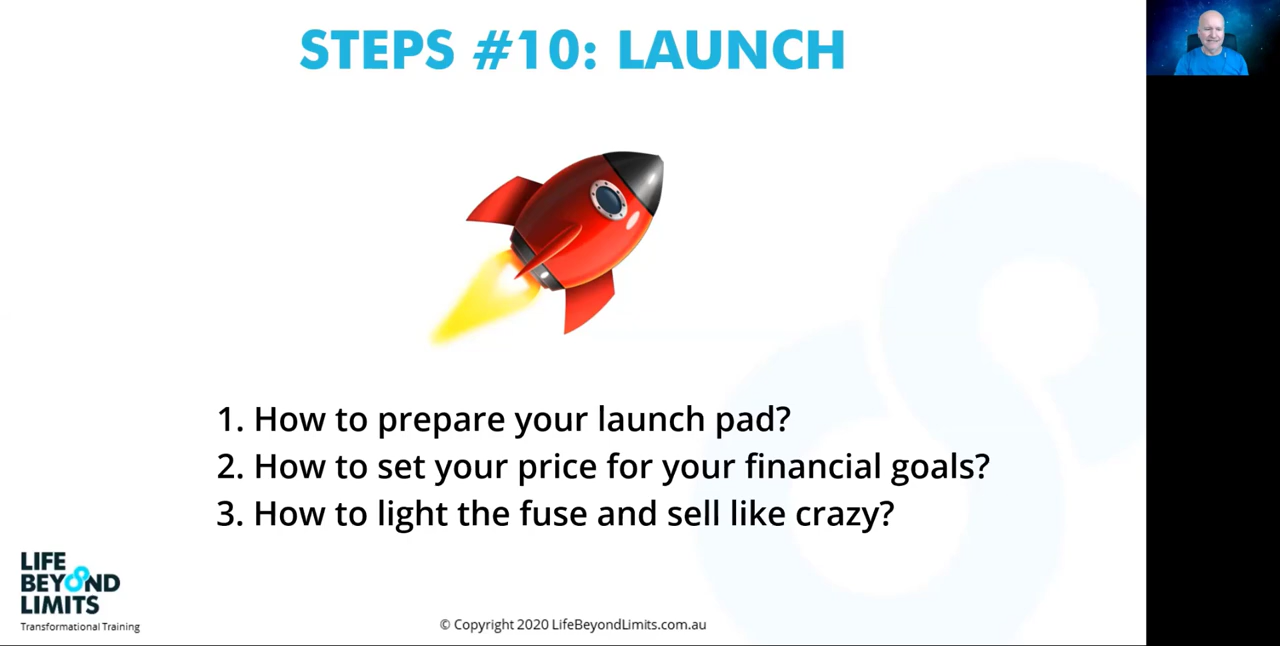 STEPS #10: LAUNCH
1. How to prepare your launch pad?
2. How to set your price for your financial goals?
3. How to light the fuse and sell like crazy?
LIFE
BEYOND
LIMITS
Transformational Training
© Copyright 2020 LifeBeyondLimits.com.au